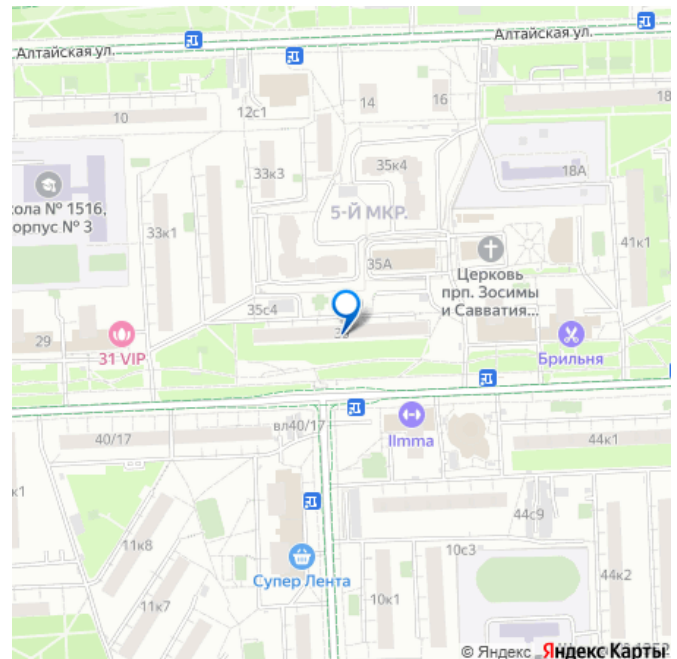 Алтайская ул.
Алтайская ул.
10
12с1
14
16
18
33к3
35к4
18А
кола № 1516,
орпус № 3
33к1
5-Й МКР.
41к1
35А
Церковь
прп. Зосимы
и Савватия...
35с4
29
31 VIP
Брильня
40/17
вл40/17
llmma
44к1
к1
11к8
44с9
10с3
Супер Лента
44к2
11к7
10к1
© Яндекс
Яндекс Карты